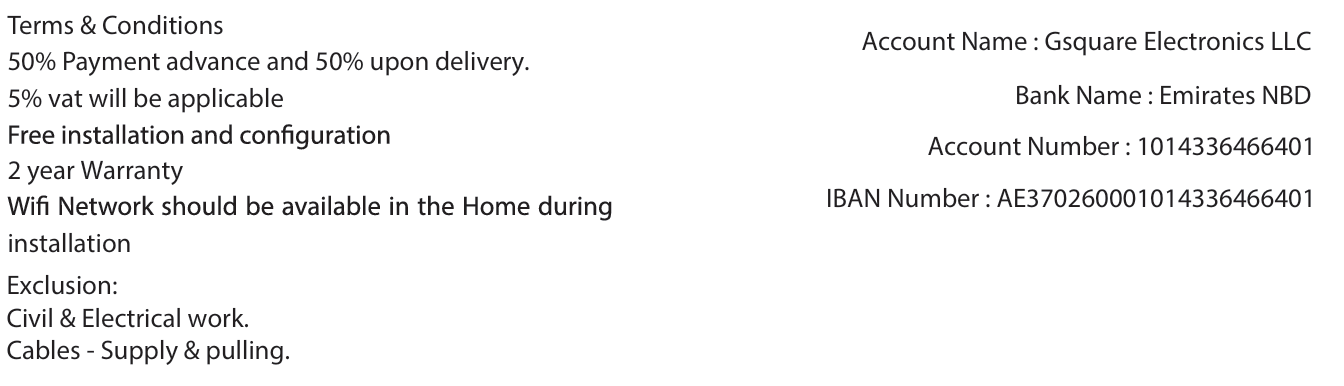 Terms & Conditions
50% Payment advance and 50% upon delivery.
5% vat will be applicable
Free installation and configuration
2 year Warranty
Wifi Network should be available in the Home during
installation
Exclusion:
Civil & Electrical work.
Cables - Supply & pulling.
Account Name : Gsquare Electronics LLC
Bank Name : Emirates NBD
Account Number : 1014336466401
IBAN Number : AE370260001014336466401